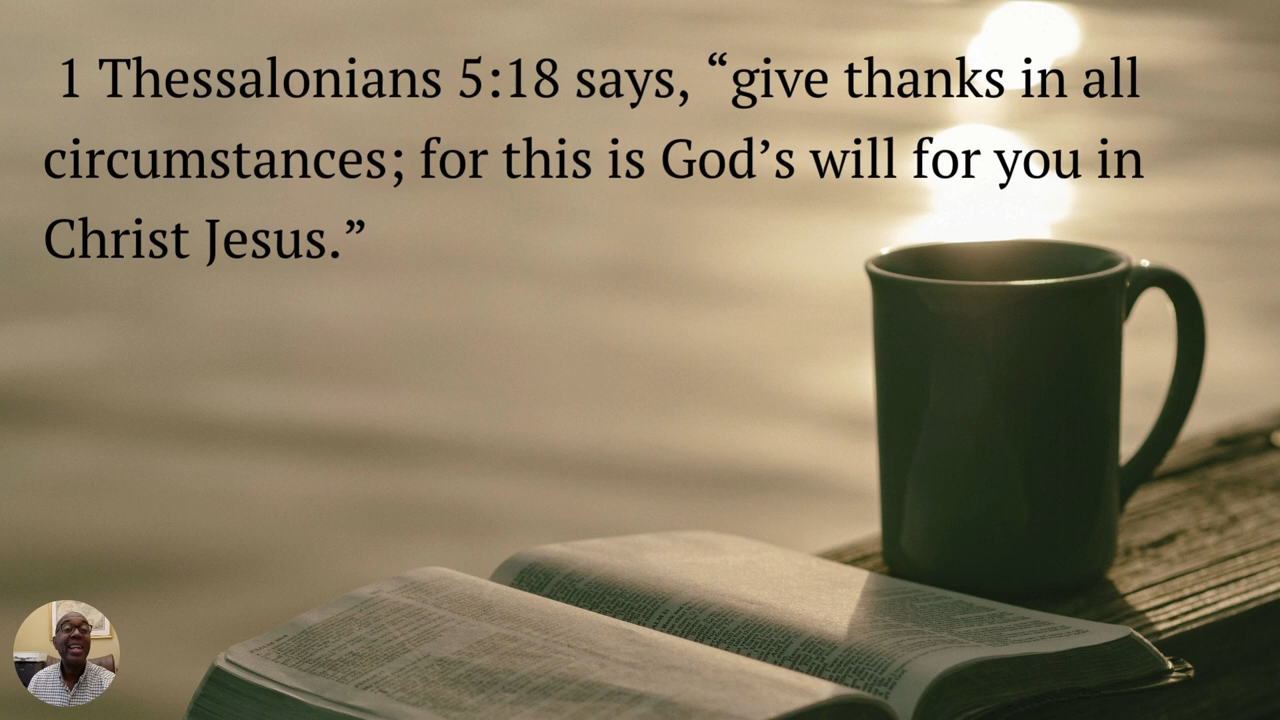 1 Thessalonians 5:18 says, “give thanks in all
circumstances; for this is God’s will for you in
Christ Jesus.”